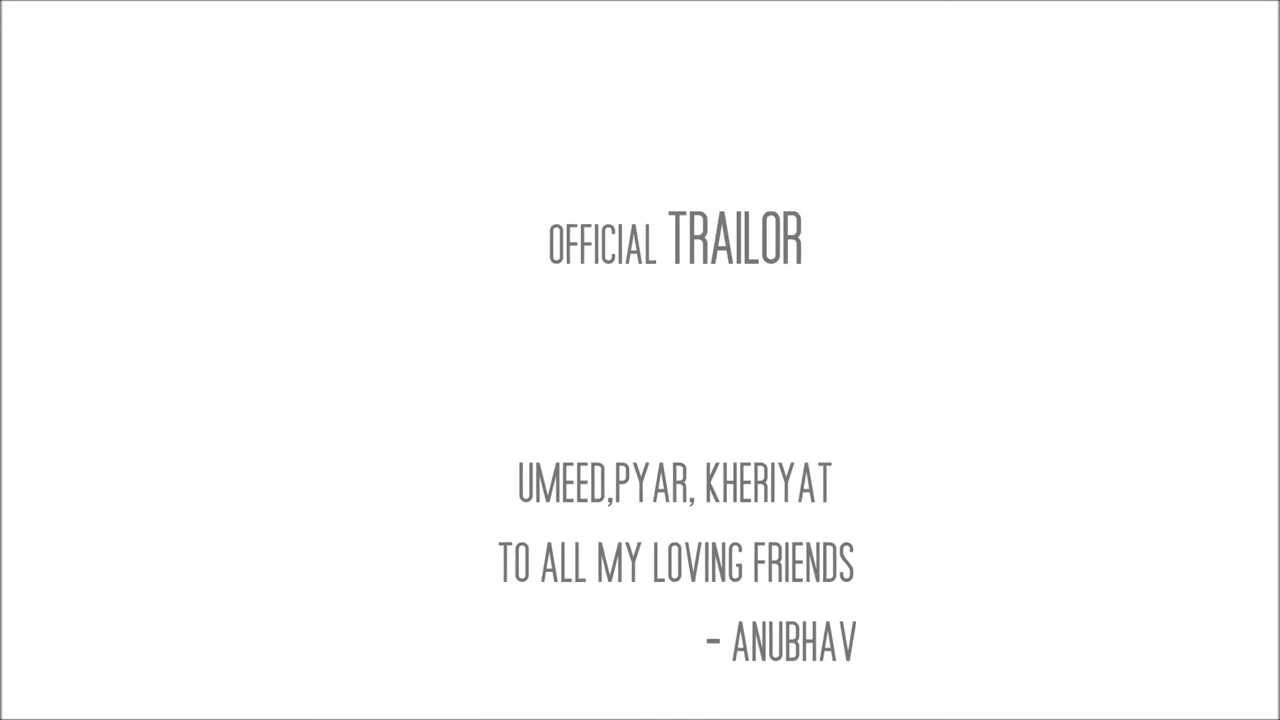 OFFICIAL TRAILOR
UMEED,PYAR, KHERIYAT
TO ALL MY LOVING FRIENDS
- ANUBHAV